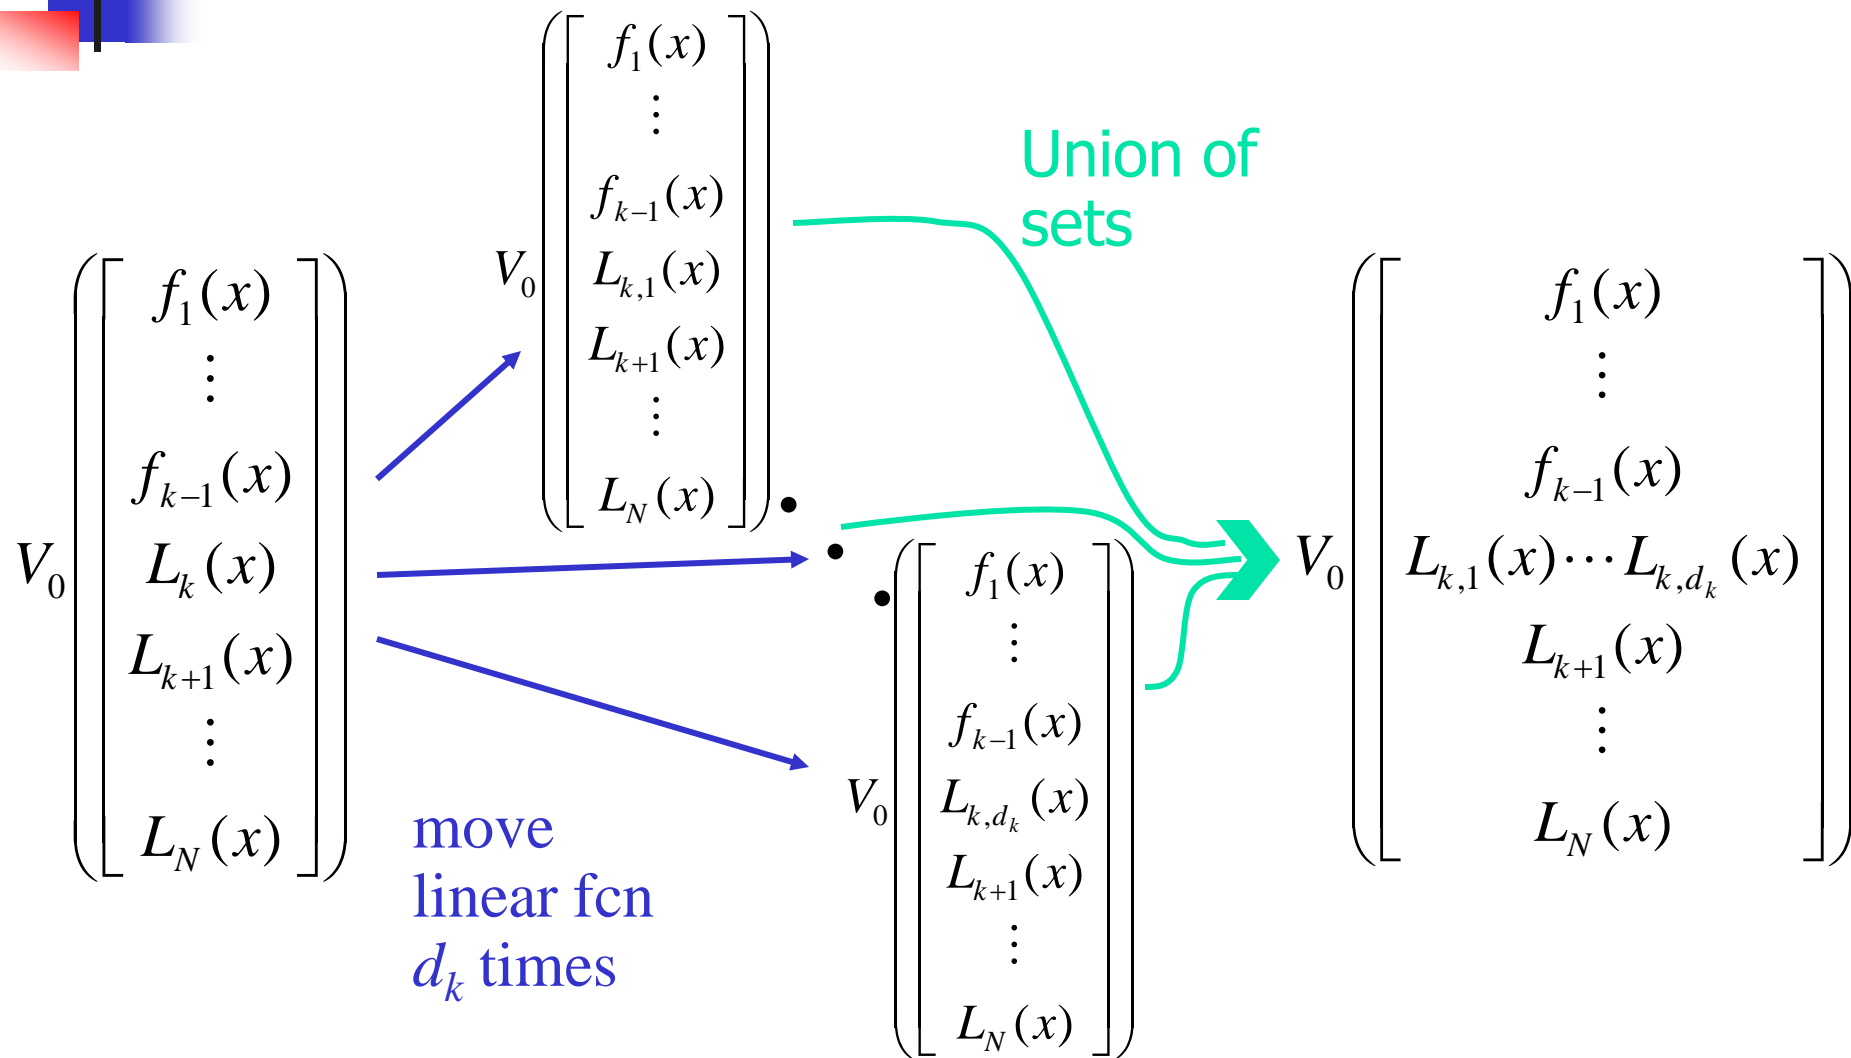 V_0([f_1(x)
⋮
f_{k-1}(x)
L_k(x)
L_{k+1}(x)
⋮
L_N(x)])
move
linear fcn
d_k times
V_0([f_1(x)
⋮
f_{k-1}(x)
L_{k,1}(x)
L_{k+1}(x)
⋮
L_N(x)])
V_0([f_1(x)
⋮
f_{k-1}(x)
L_{k,d_k}(x)
L_{k+1}(x)
⋮
L_N(x)])
Union of
sets
V_0([f_1(x)
⋮
f_{k-1}(x)
L_{k,1}(x)⋯L_{k,d_k}(x)
L_{k+1}(x)
⋮
L_N(x)])